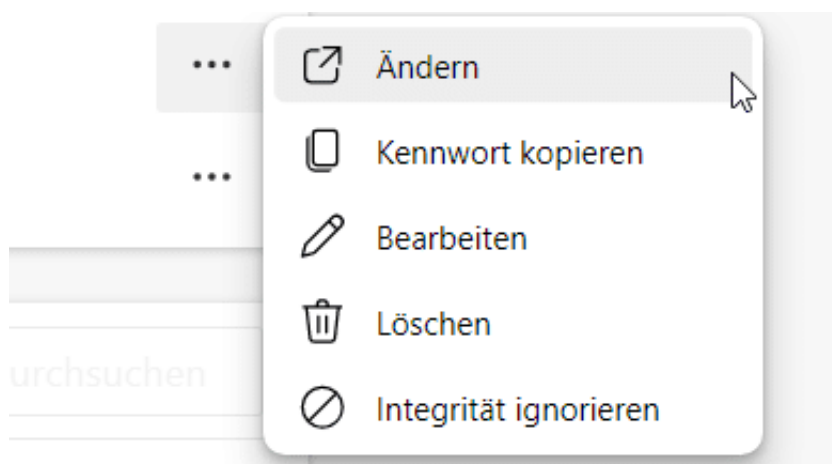 Ändern
Kennwort kopieren
Bearbeiten
Löschen
urchsuchen
Integrität ignorieren